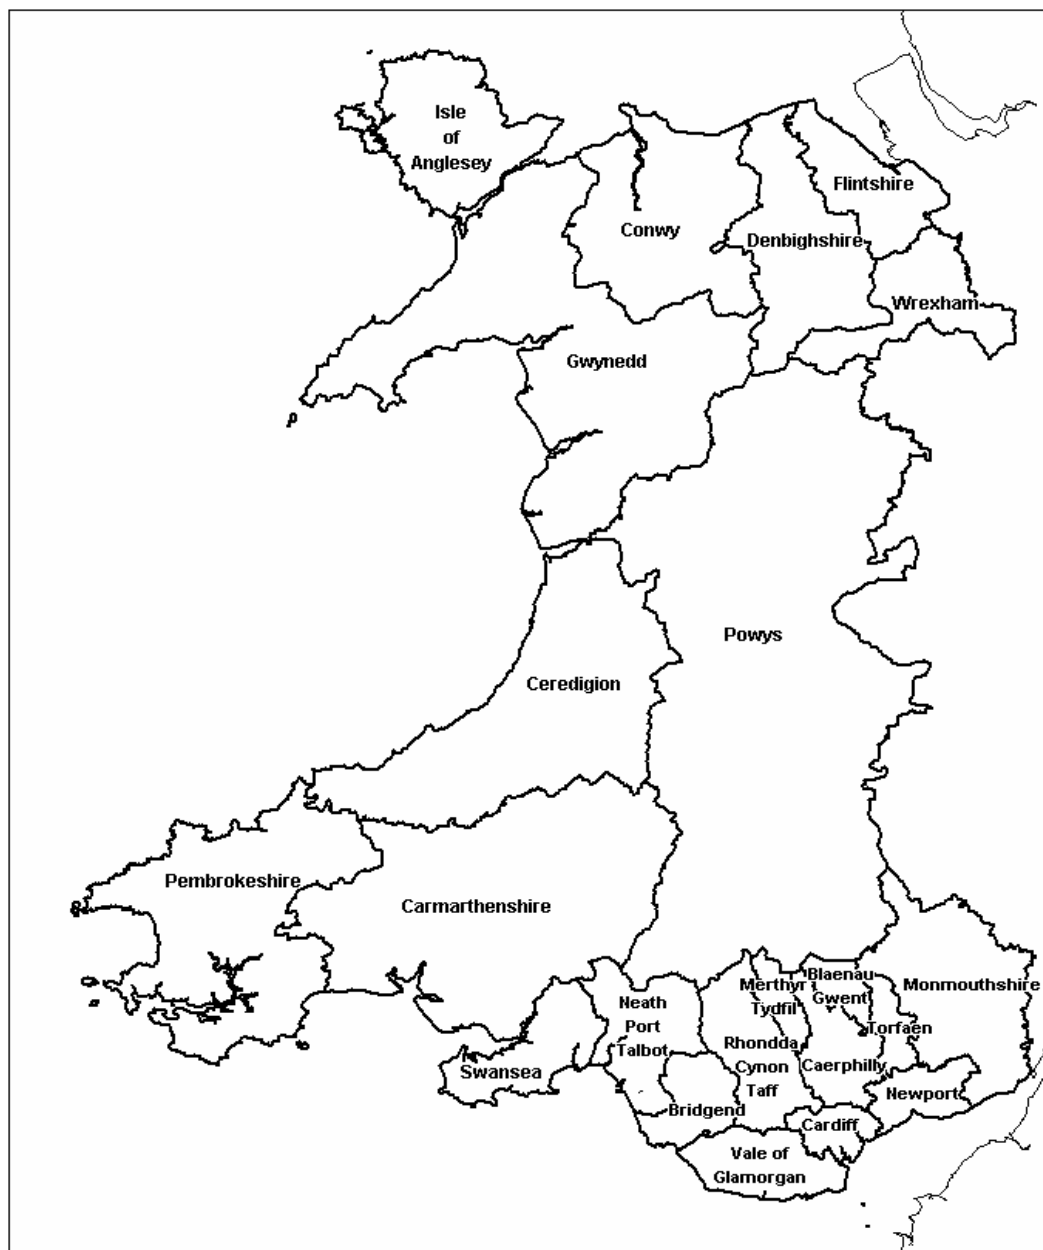 Isle
of
Anglesey
Flintshire
Conwy
Denbighshire
Wrexham
Gwynedd
Powys
Ceredigion
Pembrokeshire
Carmarthenshire
Neath
Port
Talbot
Merthyr
Tydfil
Blaenau
Gwent
Monmouthshire
Torfaen
Rhondda
Cynon
Taff
Caerphilly
Swansea
Newport
Bridgend
Cardiff
Vale of
Glamorgan